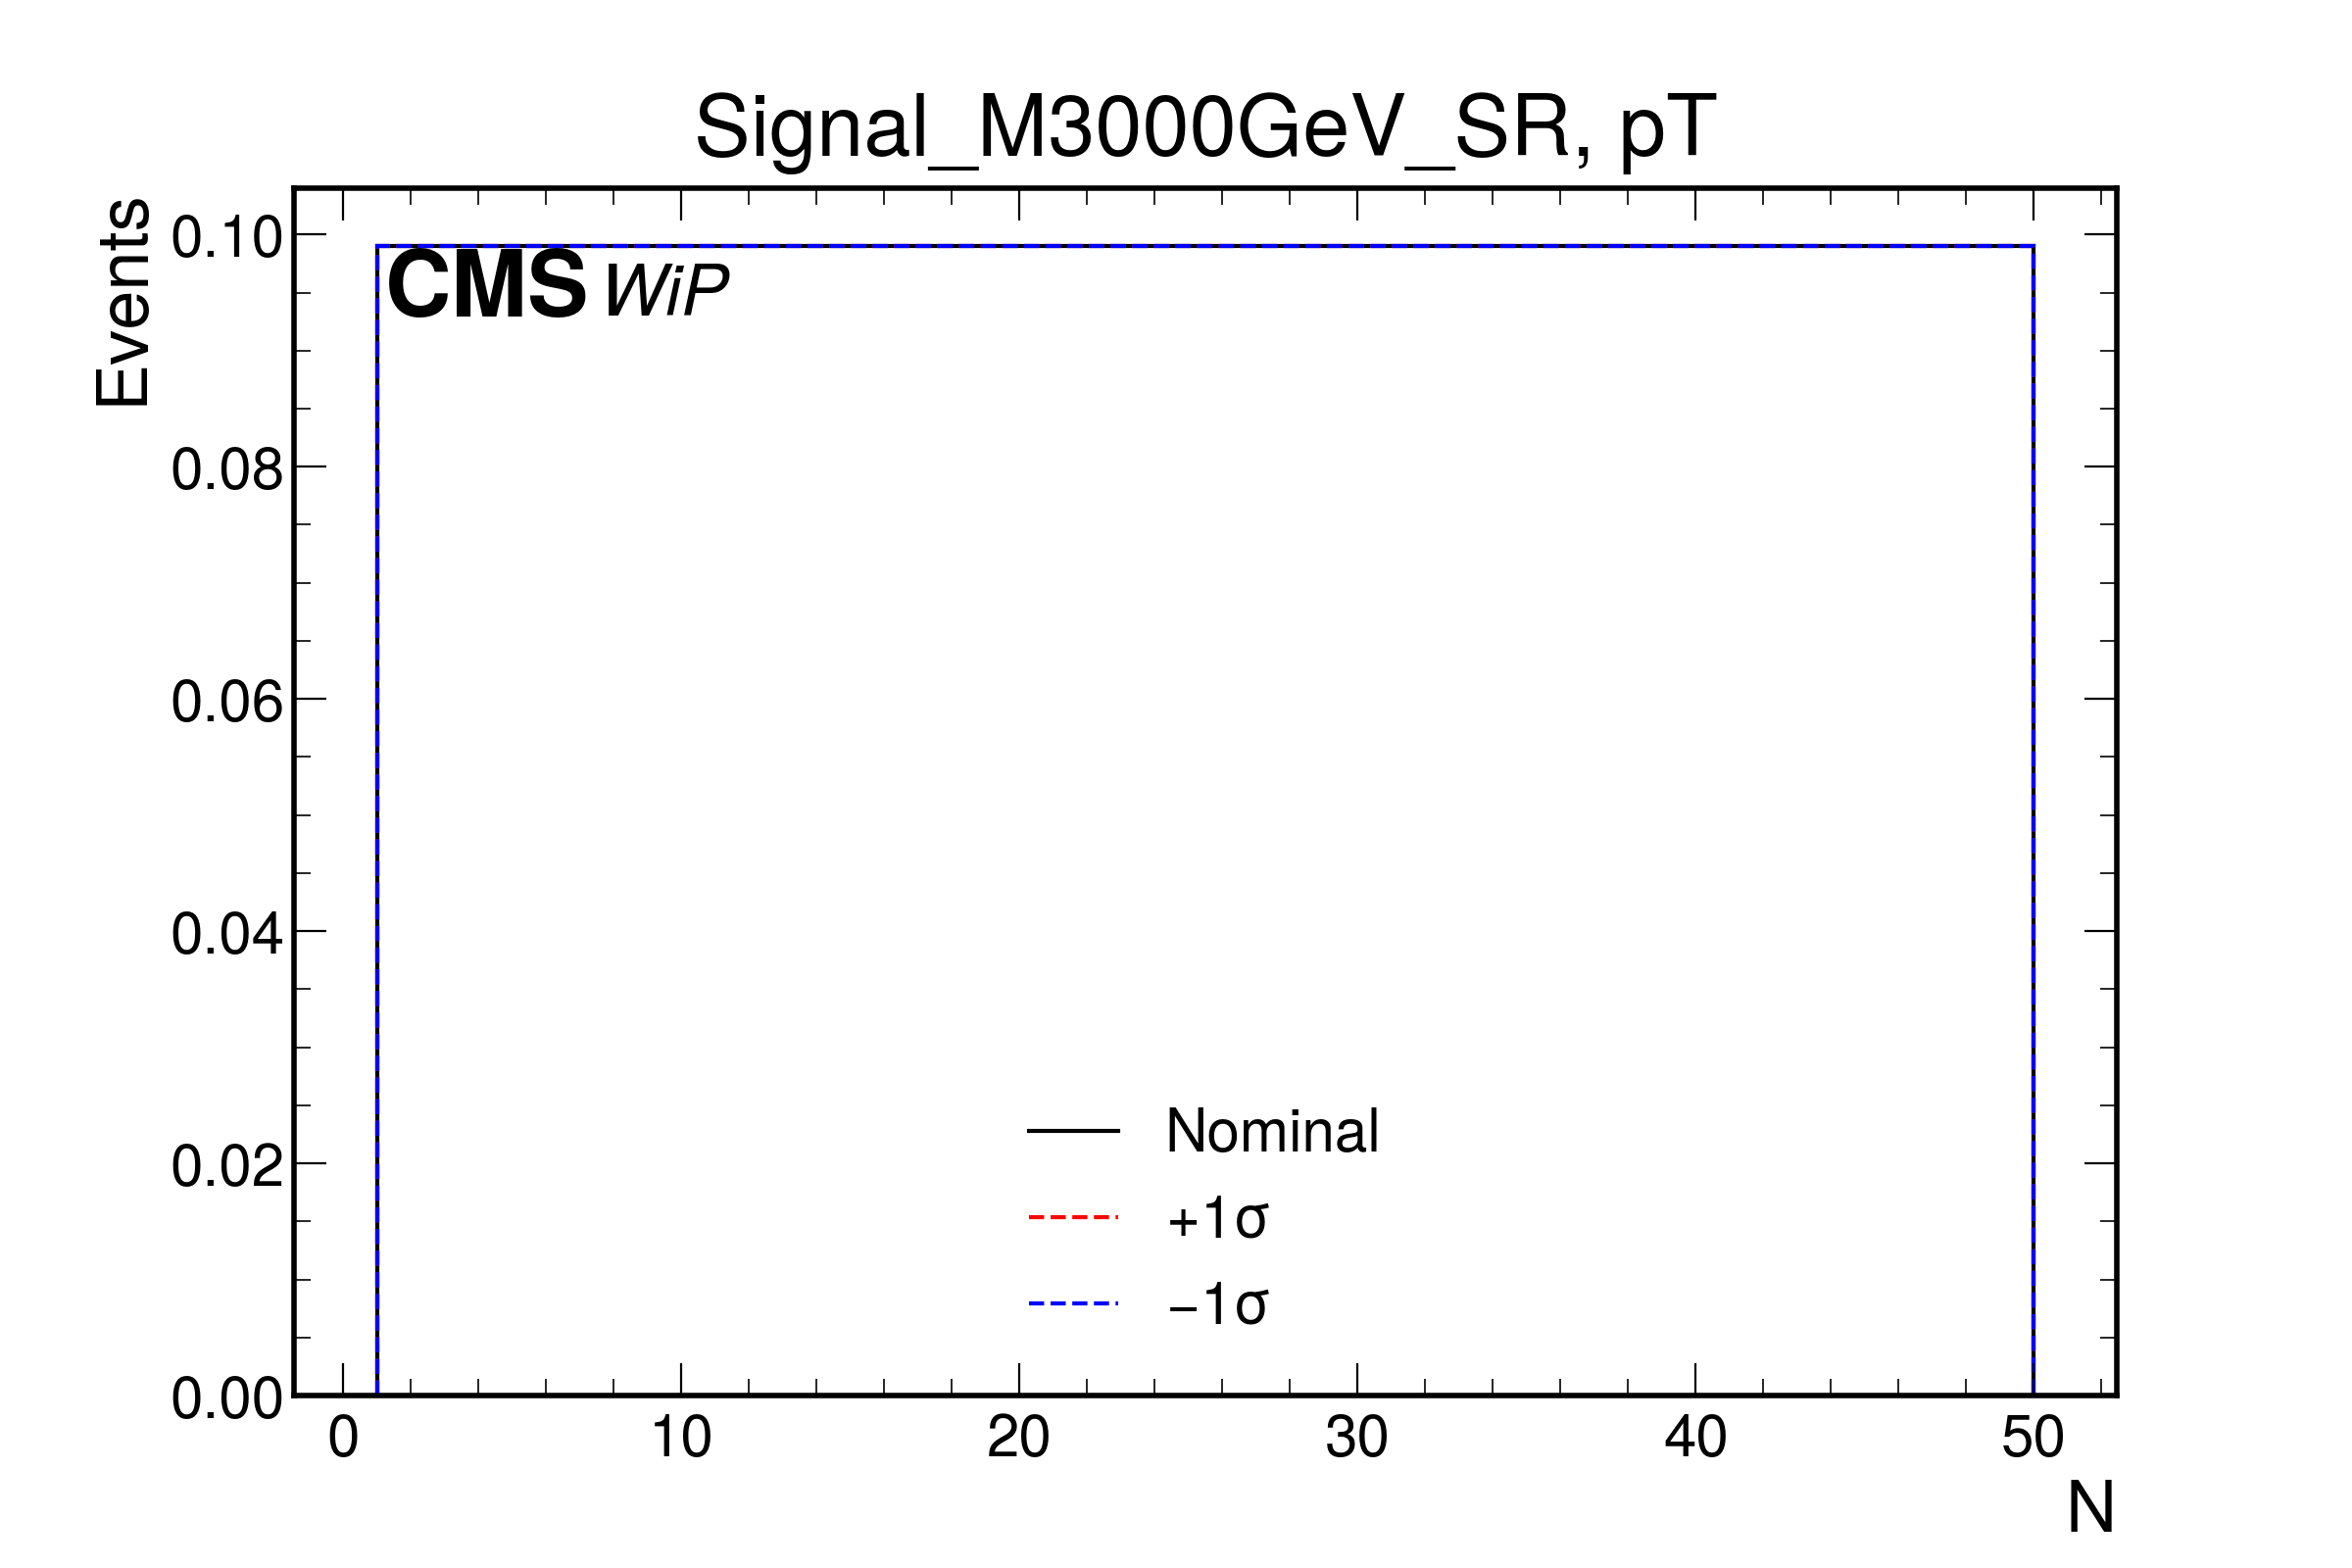 Signal_M3000GeV_SR, pT
Events
0.10
CMS WiP
0.08
0.06
0.04
0.02
0.00
Nominal
+1σ
−1σ
0 10 20 30 40 50
N